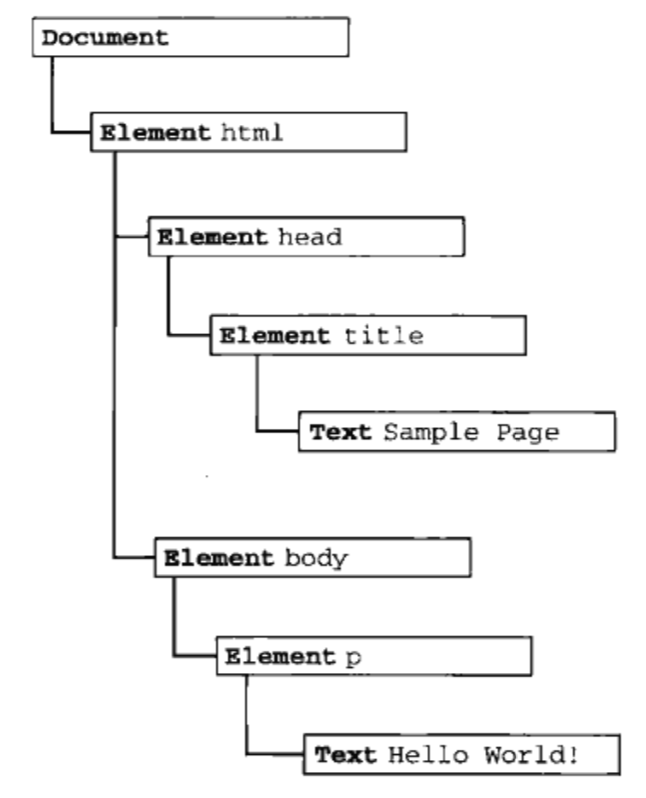 Document
Element html
Element head
Element title
Text Sample Page
Element body
Element p
Text Hello World!